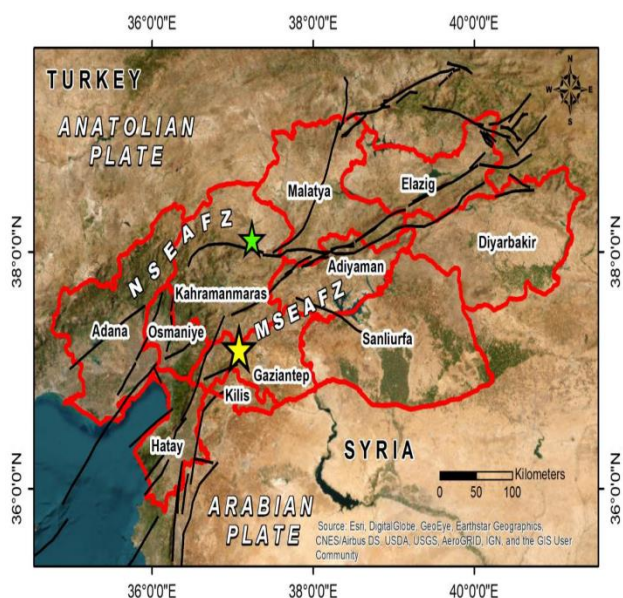 36°0'0"E 38°0'0"E 40°0'0"E
TURKEY
N
W E
S
ANATOLIAN
PLATE
Malatya
Elazig
38°0'0"N
NSEAFZ
Diyarbakir
38°0'0"N
Adiyaman
Kahramanmaras
MSEAFZ
Adana
Osmaniye
Sanliurfa
Gaziantep
Kilis
Hatay
SYRIA
36°0'0"N
Kilometers
0 50 100
36°0'0"N
ARABIAN
PLATE
Source: Esri, DigitalGlobe, GeoEye, Earthstar Geographics,
CNES/Airbus DS, USDA, USGS, AeroGRID, IGN, and the GIS User
Community
36°0'0"E 38°0'0"E 40°0'0"E